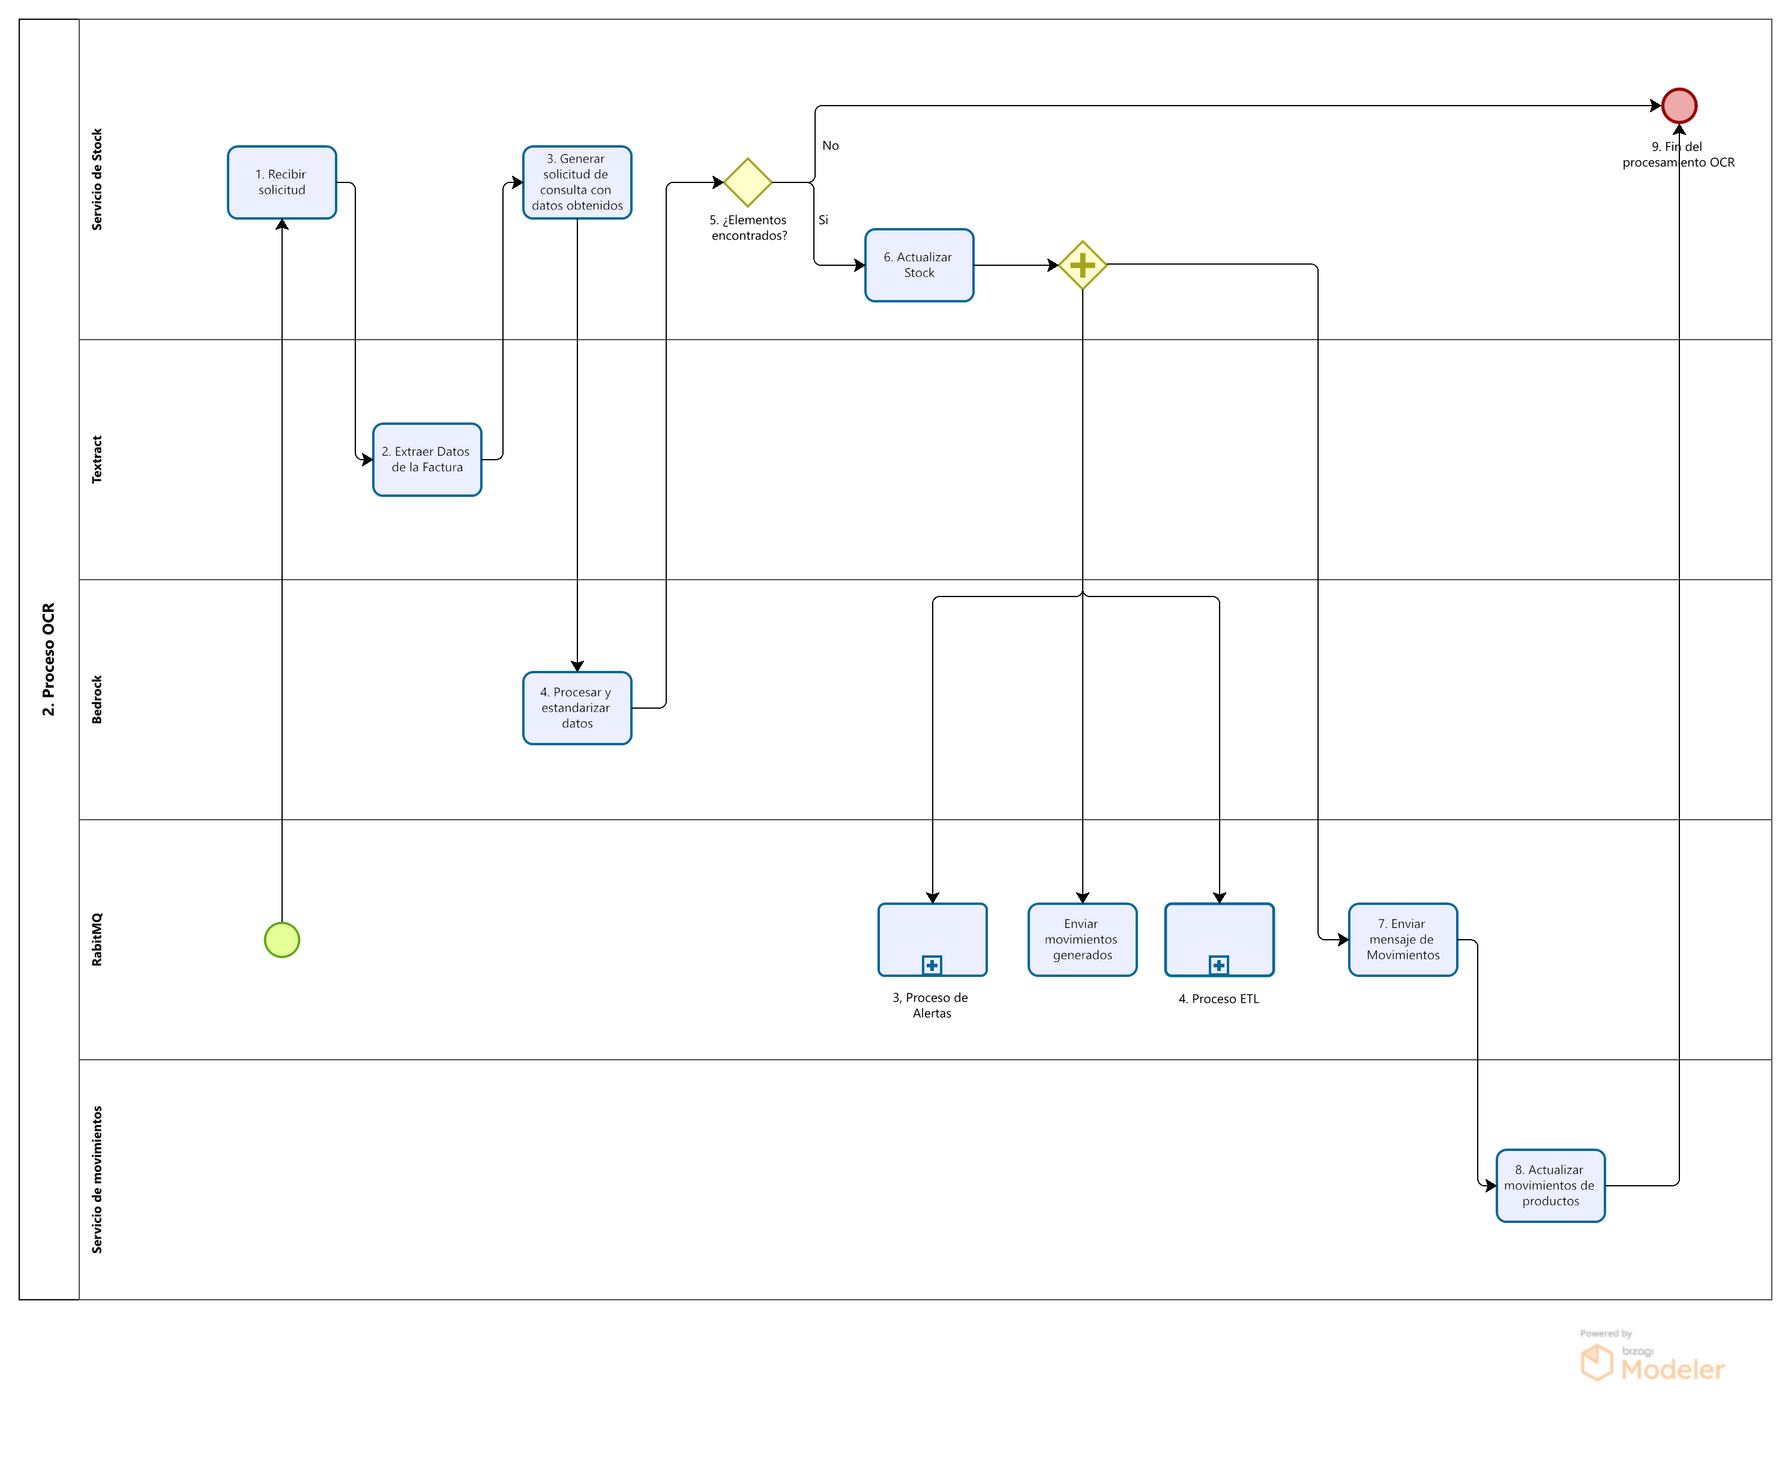 2. Proceso OCR
Servicio de Stock
1. Recibir
solicitud
3. Generar
solicitud de
consulta con
datos obtenidos
5. ¿Elementos
encontrados?
No
Si
6. Actualizar
Stock
9. Fin del
procesamiento OCR
Textract
2. Extraer Datos
de la Factura
Bedrock
4. Procesar y
estandarizar
datos
RabitMQ
3, Proceso de
Alertas
Enviar
movimientos
generados
4. Proceso ETL
7. Enviar
mensaje de
Movimientos
Servicio de movimientos
8. Actualizar
movimientos de
productos
Powered by
bizagi
Modeler